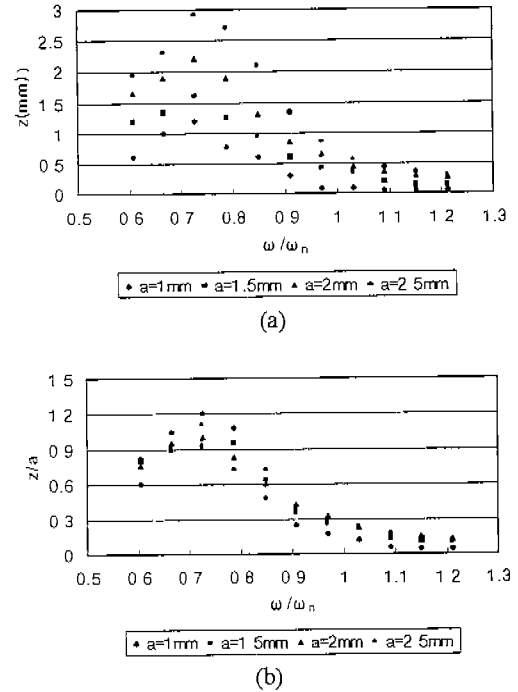 3
2.5
2
1.5
1
0.5
0
z(mm))
0.5 0 6 0 7 0.8 0.9 1 1.1 1 2 1.3
ω/ωn
a=1mm a=1.5mm a=2mm a=2 5mm
(a)
1 5
1 2
0.9
0.6
0 3
0
z/a
0.5 0 6 0 7 0 8 0 9 1 1.1 1 2 1.3
ω/ωn
a=1mm a=1 5mm a=2mm a=2 5mm
(b)